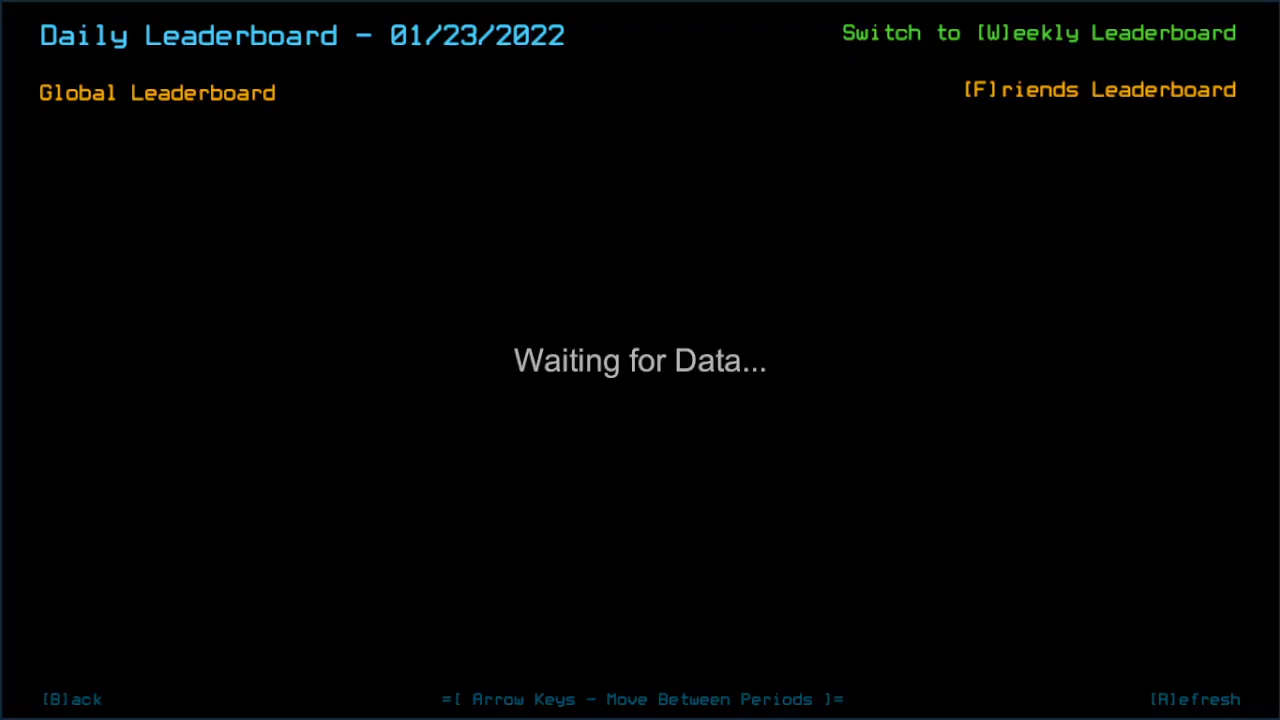 Daily Leaderboard - 01/23/2022
Switch to [W]eekly Leaderboard
Global Leaderboard
[F]riends Leaderboard
Waiting for Data...
[B]ack
=[ Arrow Keys - Move Between Periods ]=
[R]efresh